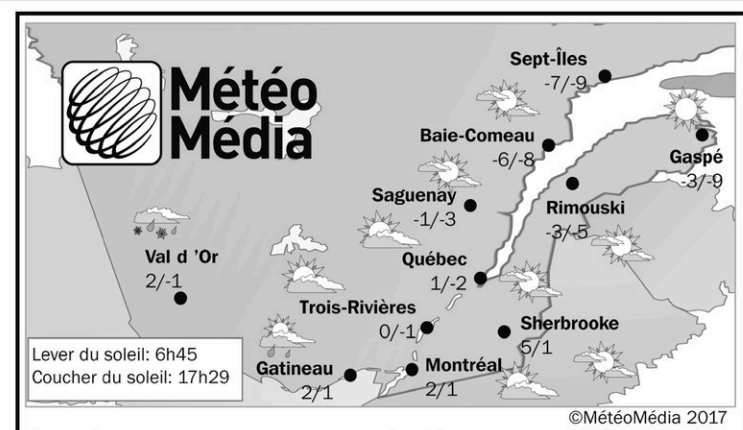 Météo
Média
Sept-Îles
-7/-9
Baie-Comeau
-6/-8
Gaspé
-3/-9
Saguenay
-1/-3
Rimouski
-3/-5
Val d 'Or
2/-1
Québec
1/-2
Trois-Rivières
0/-1
Sherbrooke
5/1
Lever du soleil: 6h45
Coucher du soleil: 17h29
Gatineau
2/1
Montréal
2/1
©MétéoMédia 2017